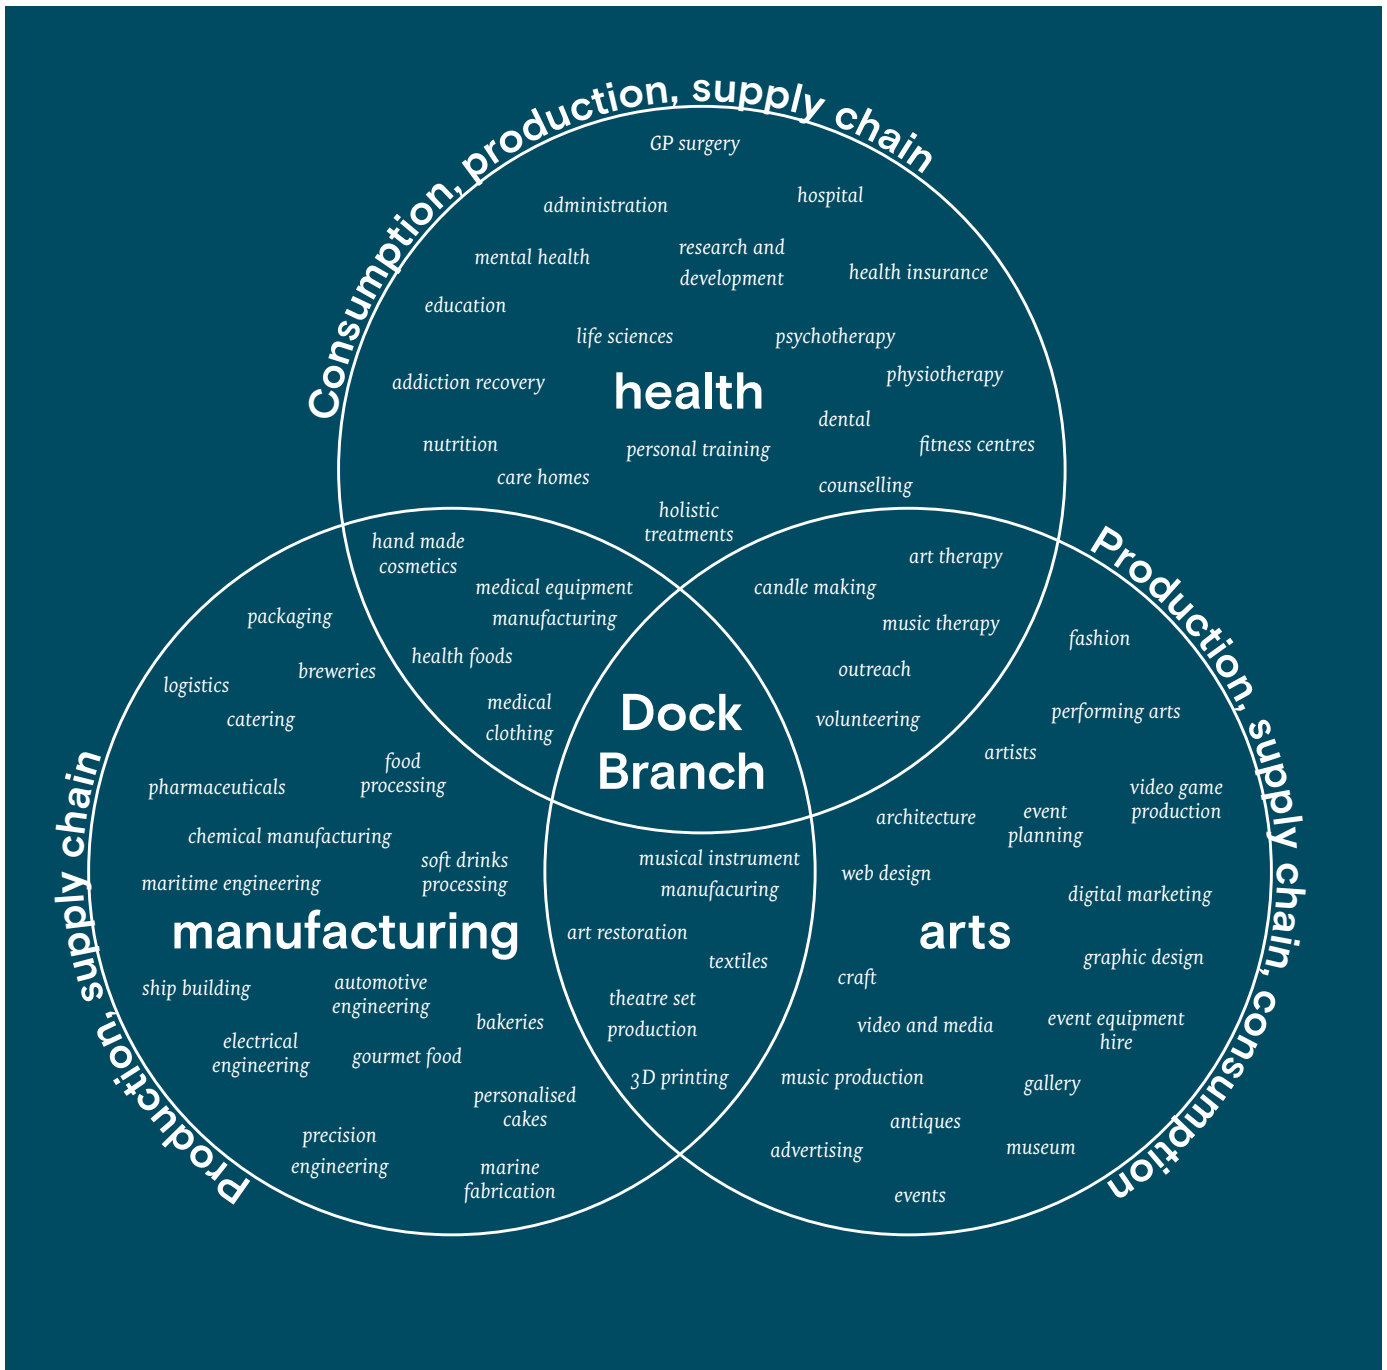 Consumption, production, supply chain
GP surgery
administration
hospital
mental health
research and
development
health insurance
education
life sciences
psychotherapy
addiction recovery
health
physiotherapy
dental
nutrition
personal training
fitness centres
care homes
counselling
holistic
treatments
hand made
cosmetics
medical equipment
manufacturing
health foods
medical
clothing
art therapy
candle making
music therapy
outreach
volunteering
Dock
Branch
Production, supply chain
packaging
breweries
logistics
catering
food
processing
pharmaceuticals
chemical manufacturing
soft drinks
processing
maritime engineering
manufacturing
ship building
automotive
engineering
bakeries
electrical
engineering
gourmet food
personalised
cakes
precision
engineering
marine
fabrication
musical instrument
manufacuring
art restoration
textiles
theatre set
production
3D printing
Production, supply chain, consumption
fashion
performing arts
artists
video game
production
architecture
event
planning
web design
digital marketing
arts
graphic design
craft
video and media
event equipment
hire
music production
gallery
antiques
advertising
museum
events